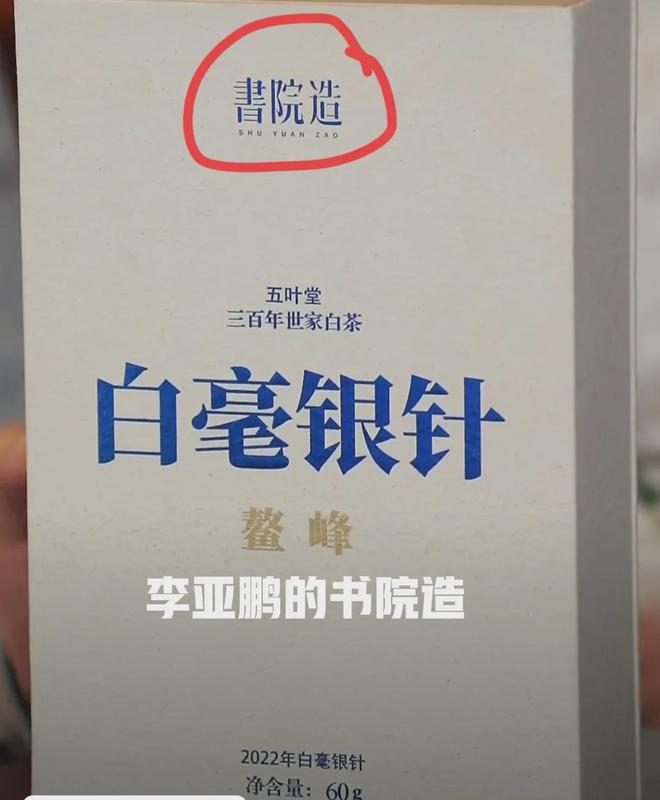 書院造
SHU YUAN ZAO
五叶堂
三百年世家白茶
白毫银针
鳌峰
李亚鹏的书院造
2022年白毫银针
净含量：60g